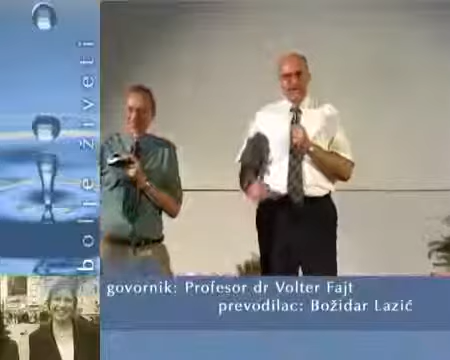 bolje živeti
govornik: Profesor dr Volter Fajt
prevodilac: Božidar Lazić